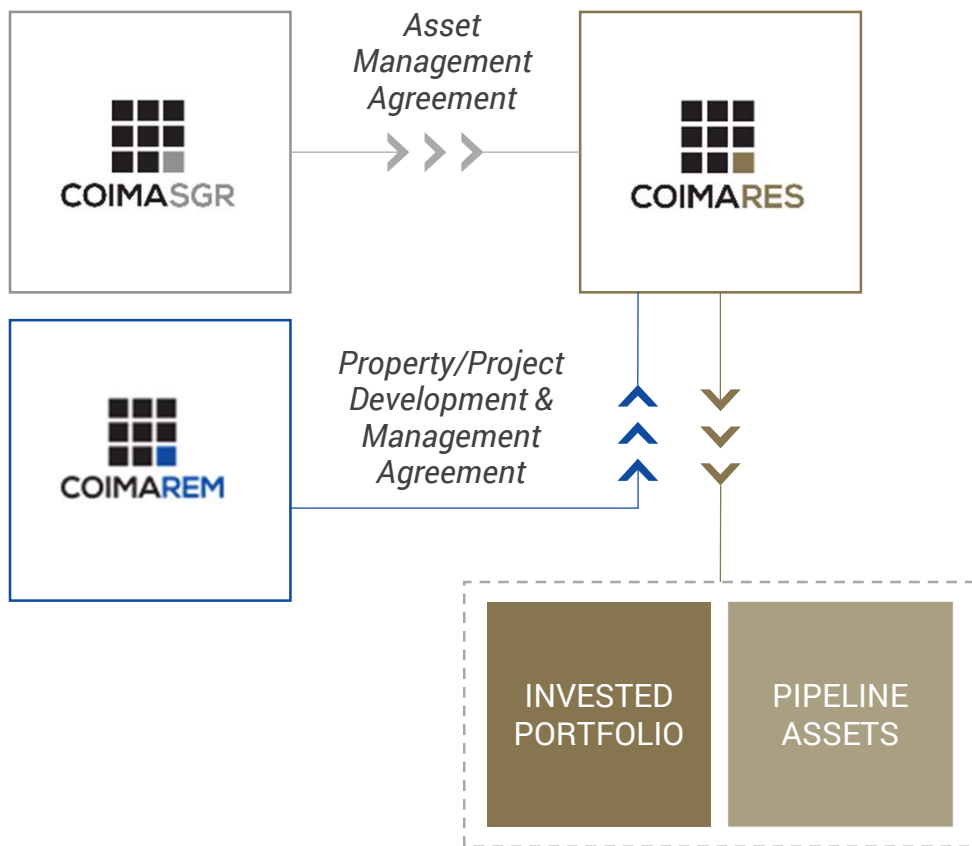 Asset
Management
Agreement
COIMASGR
COIMARES
Property/Project
Development &
Management
Agreement
COIMAREM
INVESTED
PORTFOLIO
PIPELINE
ASSETS